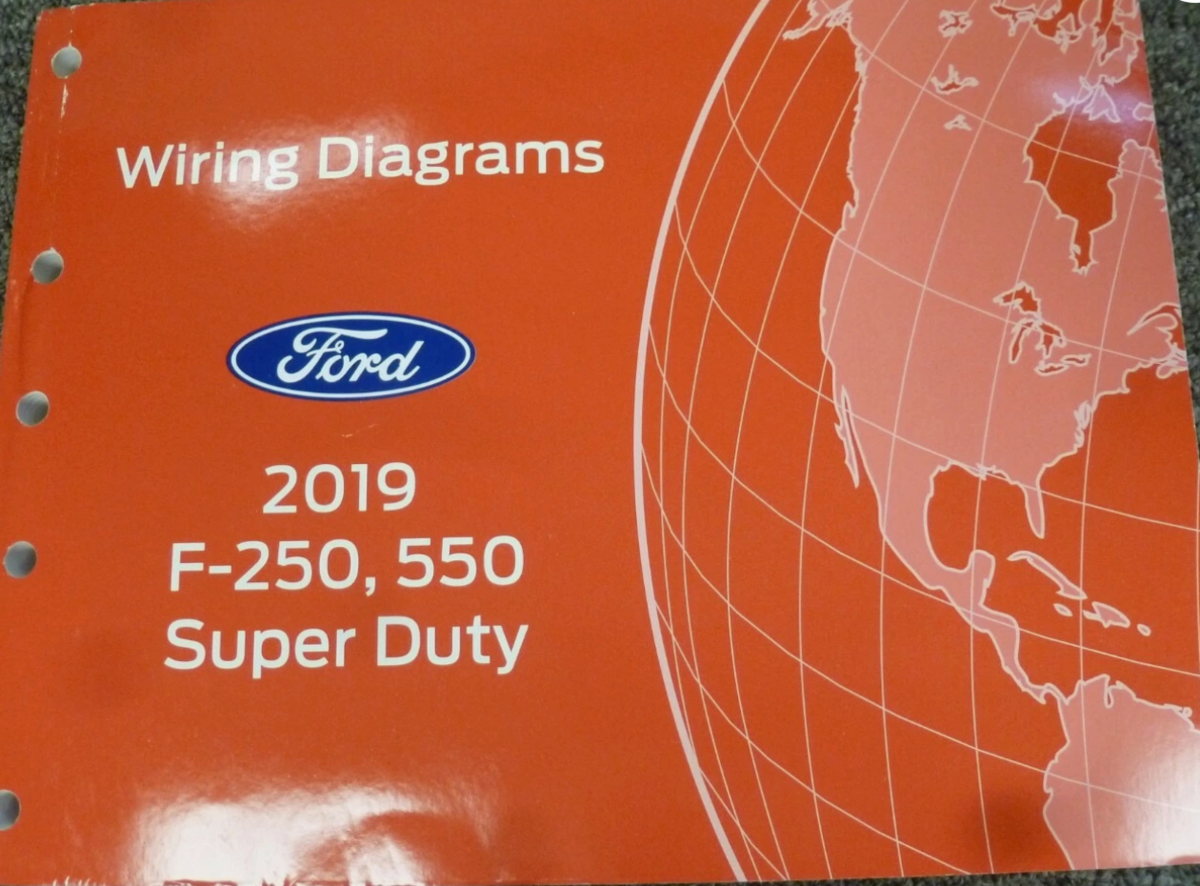 Wiring Diagrams
Ford
2019
F-250, 550
Super Duty